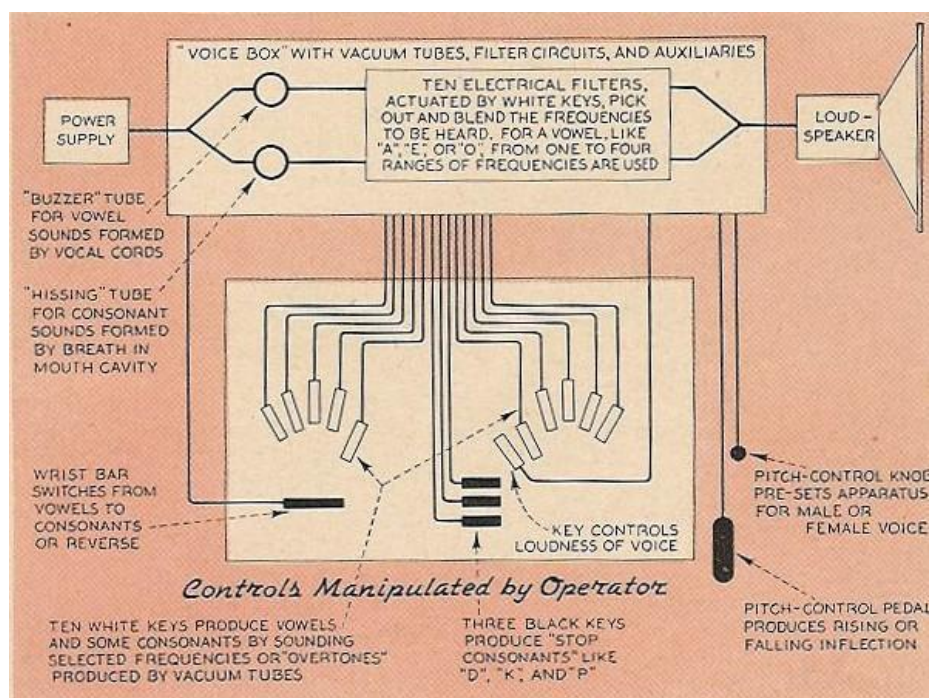 "VOICE BOX" WITH VACUUM TUBES, FILTER CIRCUITS, AND AUXILIARIES
POWER
SUPPLY
TEN ELECTRICAL FILTERS,
ACTUATED BY WHITE KEYS, PICK
OUT AND BLEND THE FREQUENCIES
TO BE HEARD. FOR A VOWEL, LIKE
"A", "E", OR "O", FROM ONE TO FOUR
RANGES OF FREQUENCIES ARE USED
LOUD-
SPEAKER
"BUZZER" TUBE
FOR VOWEL
SOUNDS FORMED
BY VOCAL CORDS
"HISSING" TUBE
FOR CONSONANT
SOUNDS FORMED
BY BREATH IN
MOUTH CAVITY
WRIST BAR
SWITCHES FROM
VOWELS TO
CONSONANTS
OR REVERSE
KEY CONTROLS
LOUDNESS OF VOICE
PITCH-CONTROL KNOB
PRE-SETS APPARATUS
FOR MALE OR
FEMALE VOICE
Controls Manipulated by Operator
TEN WHITE KEYS PRODUCE VOWELS
AND SOME CONSONANTS BY SOUNDING
SELECTED FREQUENCIES OR "OVERTONES"
PRODUCED BY VACUUM TUBES
THREE BLACK KEYS
PRODUCE "STOP
CONSONANTS" LIKE
"D", "K", AND "P"
PITCH-CONTROL PEDAL
PRODUCES RISING OR
FALLING INFLECTION